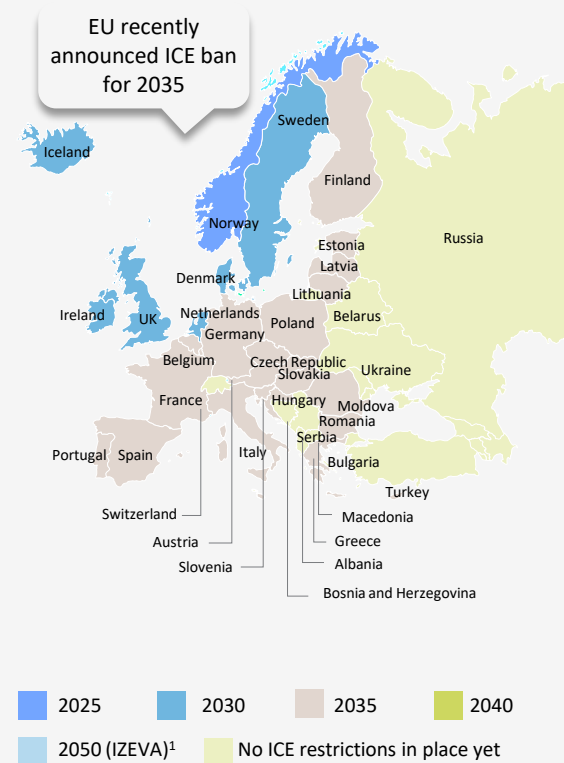 EU recently
announced ICE ban
for 2035
Iceland
Sweden
Finland
Norway
Russia
Estonia
Latvia
Denmark
Lithuania
Ireland
UK
Netherlands
Belarus
Germany
Poland
Belgium
Czech Republic
Slovakia
Ukraine
France
Hungary
Moldova
Romania
Serbia
Portugal
Spain
Italy
Bulgaria
Turkey
Switzerland
Macedonia
Austria
Greece
Slovenia
Albania
Bosnia and Herzegovina
2025
2030
2035
2040
2050 (IZEVA)¹
No ICE restrictions in place yet